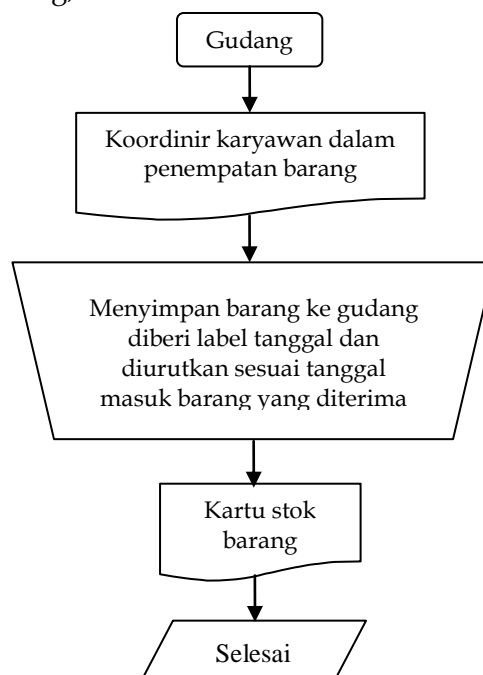 Gudang
Koordinir karyawan dalam
penempatan barang
Menyimpan barang ke gudang
diberi label tanggal dan
diurutkan sesuai tanggal
masuk barang yang diterima
Kartu stok
barang
Selesai